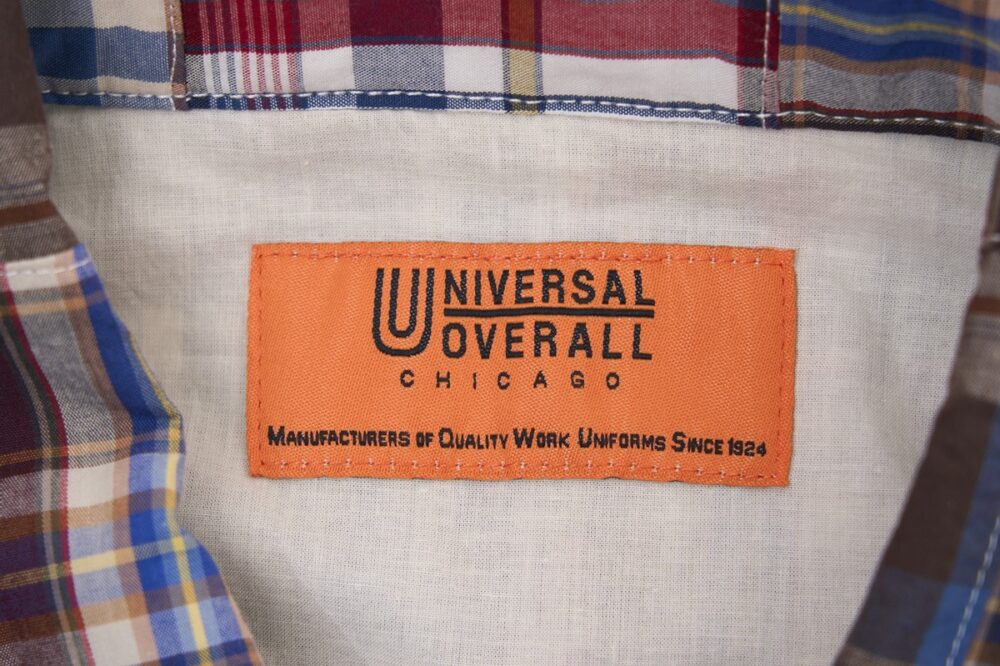 UNIVERSAL
OVERALL
CHICAGO
MANUFACTURERS OF QUALITY WORK UNIFORMS SINCE 1924